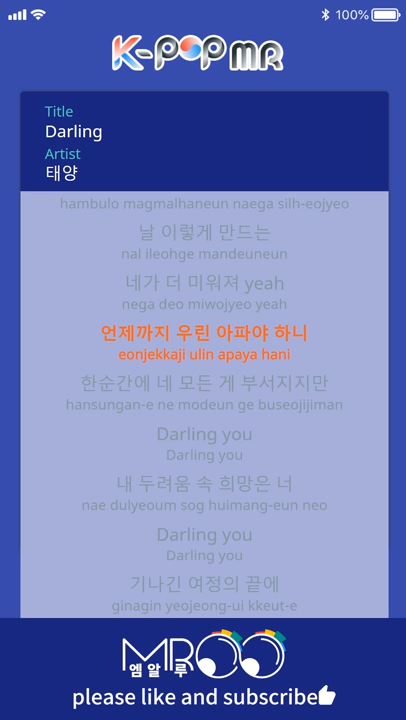 100%
K-POP MR
Title
Darling
Artist
태양
hambulo magmalhaneun naega silh-eojyeo
날 이렇게 만드는
nal ileohge mandeuneun
네가 더 미워져 yeah
nega deo miwojyeo yeah
언제까지 우린 아파야 하니
eonjekkaji ulin apaya hani
한순간에 네 모든 게 부서지지만
hansungan-e ne modeun ge buseojijiman
Darling you
Darling you
내 두려움 속 희망은 너
nae dulyeoum sog huimang-eun neo
Darling you
Darling you
기나긴 여정의 끝에
ginagin yeojeong-ui kkeut-e
MROO
엠 알 루
please like and subscribe